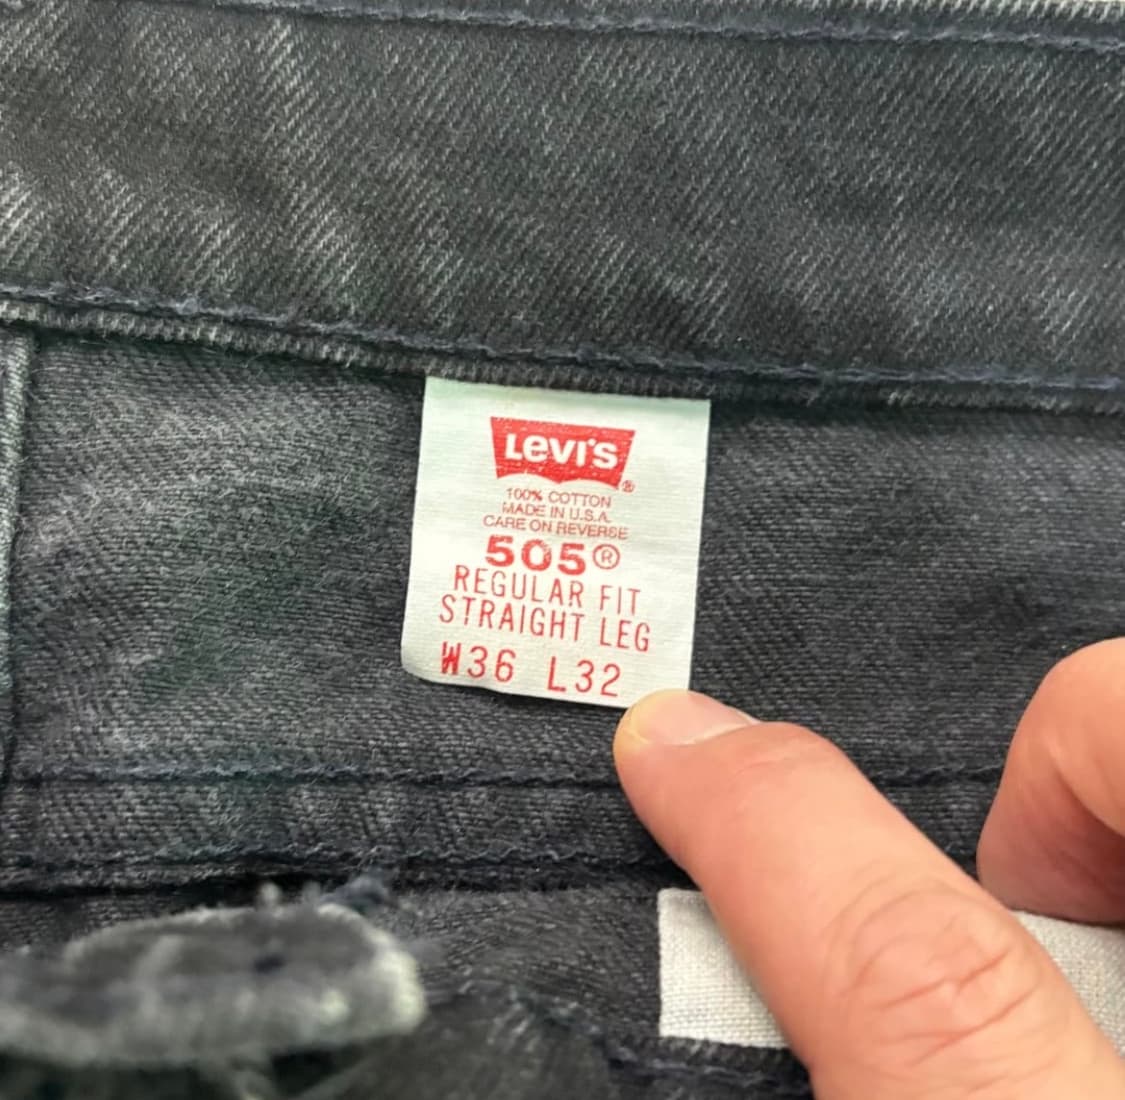 Levi's®
100% COTTON
MADE IN U.S.A.
CARE ON REVERSE
505®
REGULAR FIT
STRAIGHT LEG
W36 L32